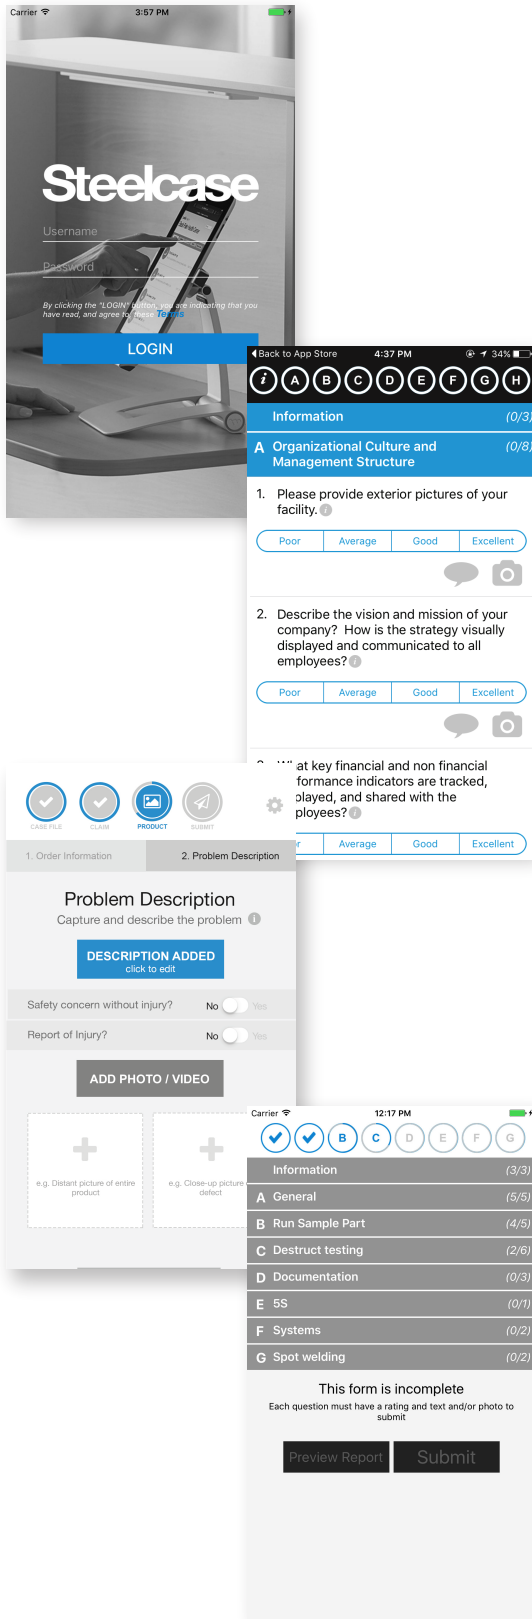 Carrier 3:57 PM
Steelcase
Username
Password
By clicking the "LOGIN" button, you are indicating that you
have read, and agree to these Terms
LOGIN
Back to App Store 4:37 PM 34%
i A B C D E F G H
Information (0/3)
A Organizational Culture and (0/8)
Management Structure
1. Please provide exterior pictures of your
facility. i
Poor Average Good Excellent
2. Describe the vision and mission of your
company? How is the strategy visually
displayed and communicated to all
employees? i
Poor Average Good Excellent
What key financial and non financial
formance indicators are tracked,
played, and shared with the
ployees? i
Average Good Excellent
CASE FILE CLAIM PRODUCT SUBMIT
1. Order Information 2. Problem Description
Problem Description
Capture and describe the problem i
DESCRIPTION ADDED
click to edit
Safety concern without injury? No Yes
Report of Injury? No Yes
ADD PHOTO / VIDEO
e.g. Distant picture of entire
product
e.g. Close-up picture
defect
Carrier 12:17 PM
B C D E F G
Information (3/3)
A General (5/5)
B Run Sample Part (4/5)
C Destruct testing (2/6)
D Documentation (0/3)
E 5S (0/1)
F Systems (0/2)
G Spot welding (0/2)
This form is incomplete
Each question must have a rating and text and/or photo to
submit
Preview Report Submit